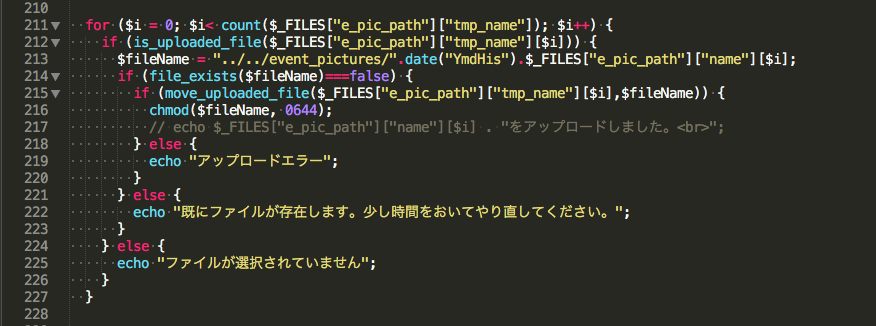 210
211 for ($i = 0; $i< count($_FILES["e_pic_path"]["tmp_name"]); $i++) {
212 if (is_uploaded_file($_FILES["e_pic_path"]["tmp_name"][$i])) {
213 $fileName = "../../event_pictures/".date("YmdHis").$_FILES["e_pic_path"]["name"][$i];
214 if (file_exists($fileName)===false) {
215 if (move_uploaded_file($_FILES["e_pic_path"]["tmp_name"][$i],$fileName)) {
216 chmod($fileName, 0644);
217 // echo $_FILES["e_pic_path"]["name"][$i] . "をアップロードしました。<br>";
218 } else {
219 echo "アップロードエラー";
220 }
221 } else {
222 echo "既にファイルが存在します。少し時間をおいてやり直してください。";
223 }
224 } else {
225 echo "ファイルが選択されていません";
226 }
227 }
228